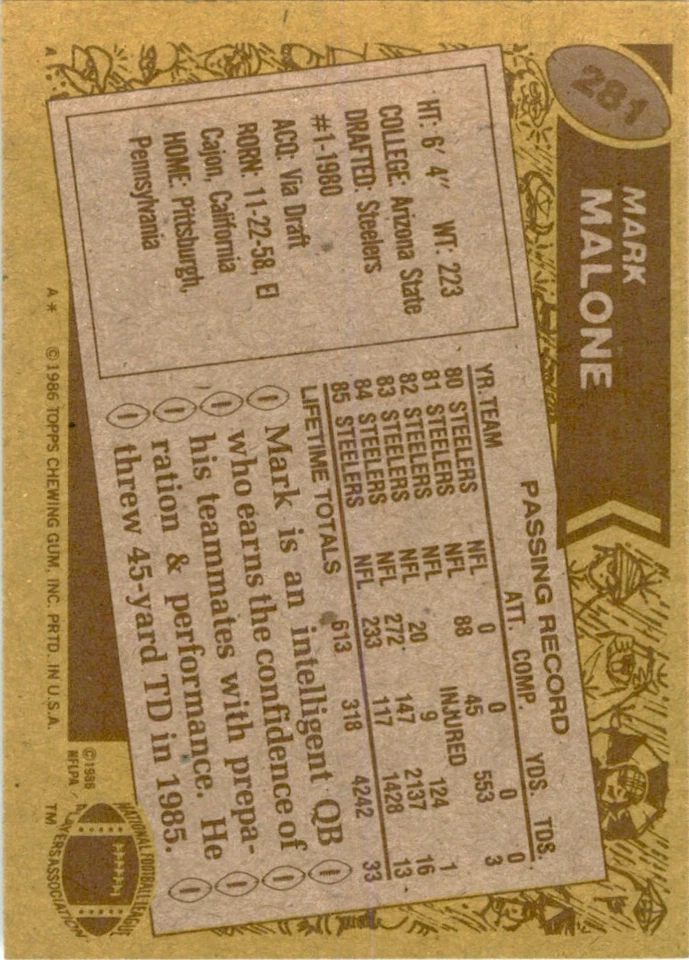 281
MARK
MALONE
HT: 6' 4" WT: 223
COLLEGE: Arizona State
DRAFTED: Steelers
#1-1980
ACQ: Via Draft
BORN: 11-22-58, El
Cajon, California
HOME: Pittsburgh,
Pennsylvania
PASSING RECORD
YR. TEAM ATT. COMP. YDS. TDS.
80 STEELERS NFL 0 0 0 0
81 STEELERS NFL 88 45 553 3
82 STEELERS NFL INJURED
83 STEELERS NFL 20 9 124 1
84 STEELERS NFL 272 147 2137 16
85 STEELERS NFL 233 117 1428 13
LIFETIME TOTALS 613 318 4242 33
Mark is an intelligent QB
who earns the confidence of
his teammates with prepa-
ration & performance. He
threw 45-yard TD in 1985.
A A* © 1986 TOPPS CHEWING GUM, INC. PRTD. IN U.S.A.
© 1986
NFLPA
TM
NATIONAL FOOTBALL LEAGUE
PLAYERS ASSOCIATION